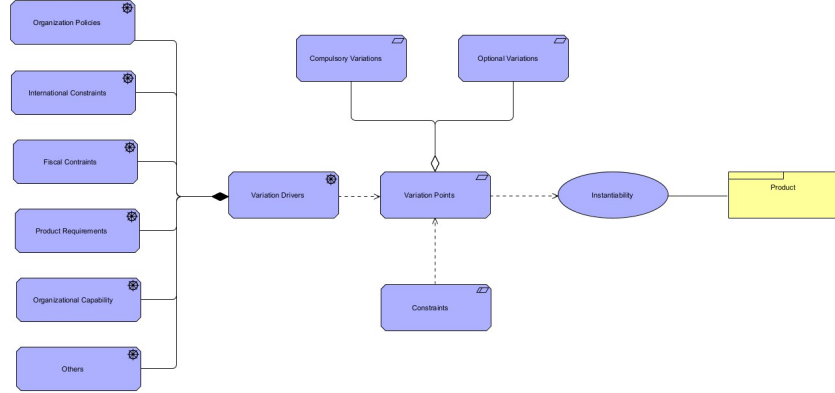 Organization Policies
Compulsory Variations
Optional Variations
International Constraints
Fiscal Contraints
Variation Drivers
Variation Points
Instantiability
Product
Product Requirements
Organizational Capability
Constraints
Others